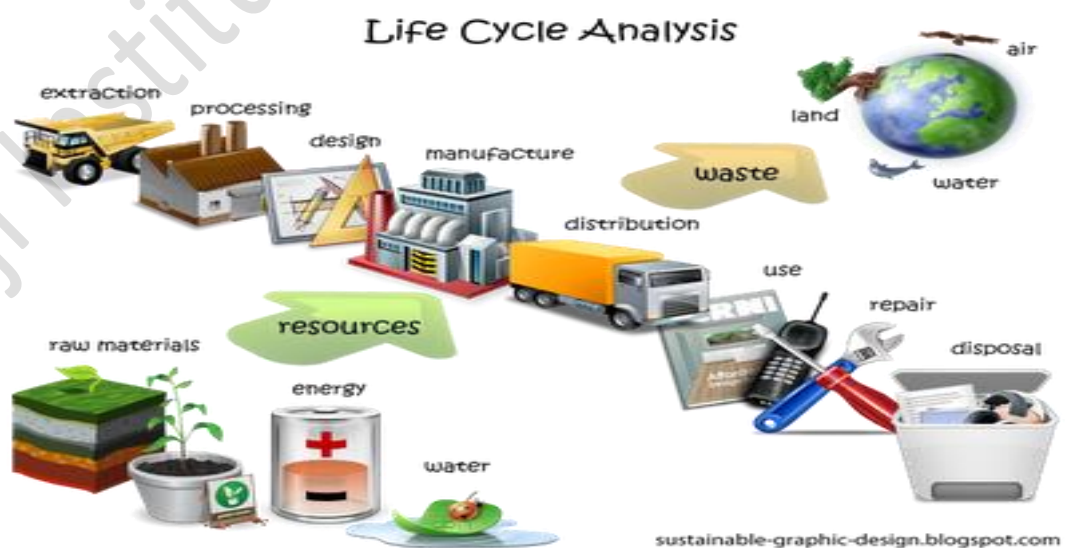 Life Cycle Analysis
air
extraction
processing
land
design
manufacture
waste
water
distribution
use
resources
repair
raw materials
disposal
energy
water
sustainable-graphic-design.blogspot.com